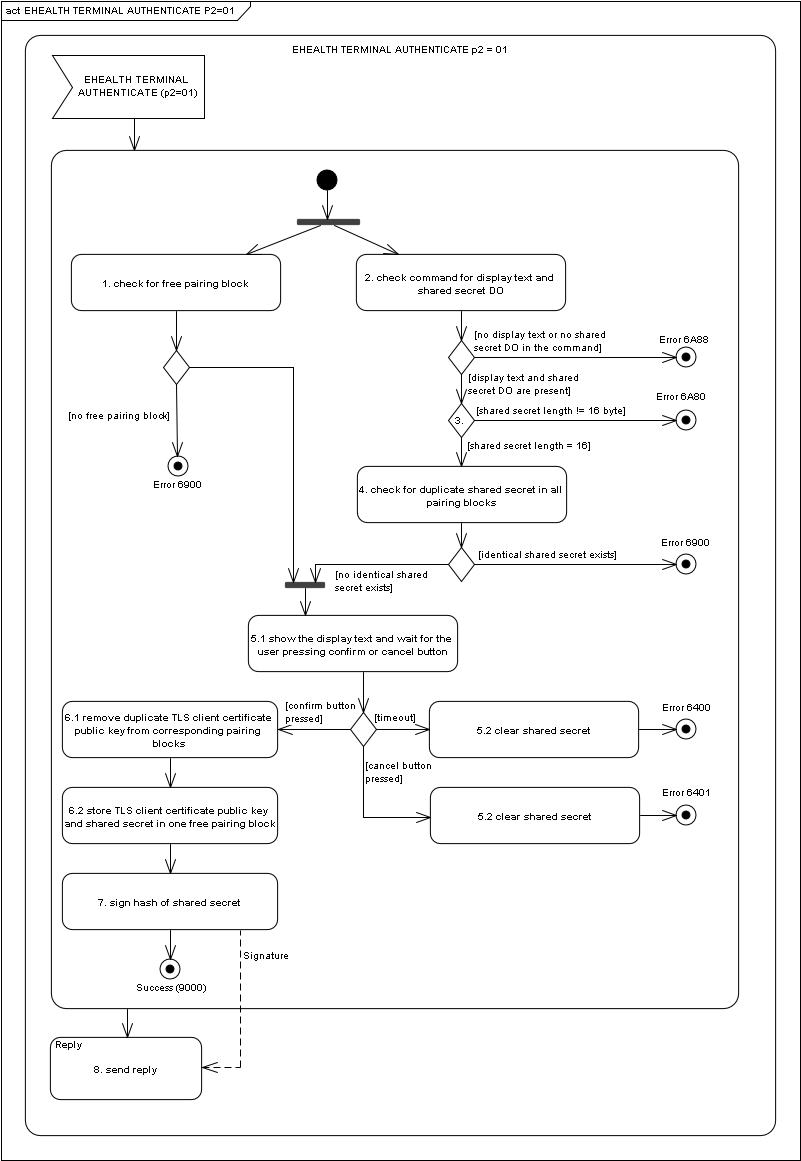 act EHEALTH TERMINAL AUTHENTICATE P2=01
EHEALTH TERMINAL AUTHENTICATE p2 = 01
EHEALTH TERMINAL
AUTHENTICATE (p2=01)
1. check for free pairing block
2. check command for display text and
shared secret DO
[no display text or no shared
secret DO in the command]
Error 6A88
[display text and shared
secret DO are present]
Error 6A80
3.
[shared secret length != 16 byte]
[no free pairing block]
[shared secret length = 16]
Error 6900
4. check for duplicate shared secret in all
pairing blocks
Error 6900
[identical shared secret exists]
[no identical shared
secret exists]
5.1 show the display text and wait for the
user pressing confirm or cancel button
[confirm button
pressed]
[timeout]
Error 6400
6.1 remove duplicate TLS client certificate
public key from corresponding pairing
blocks
5.2 clear shared secret
[cancel button
pressed]
Error 6401
6.2 store TLS client certificate public key
and shared secret in one free pairing block
5.2 clear shared secret
7. sign hash of shared secret
Signature
Success (9000)
Reply
8. send reply